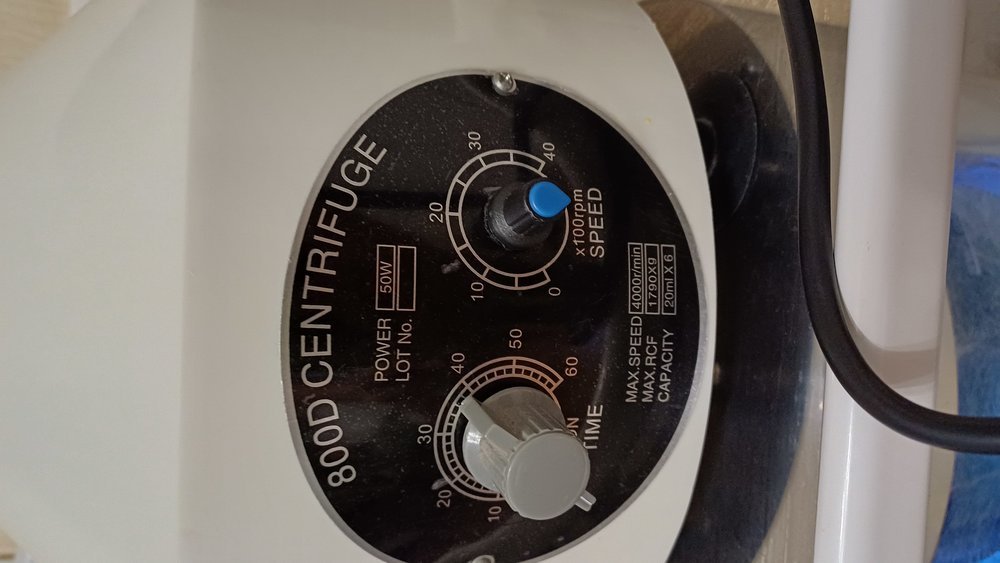 800D CENTRIFUGE
POWER 50W
LOT No.
10
20
30
40
50
60
TIME
0
10
20
30
40
x100rpm
SPEED
MAX.SPEED 4000r/min
MAX.RCF 1790Xg
CAPACITY 20ml X 6